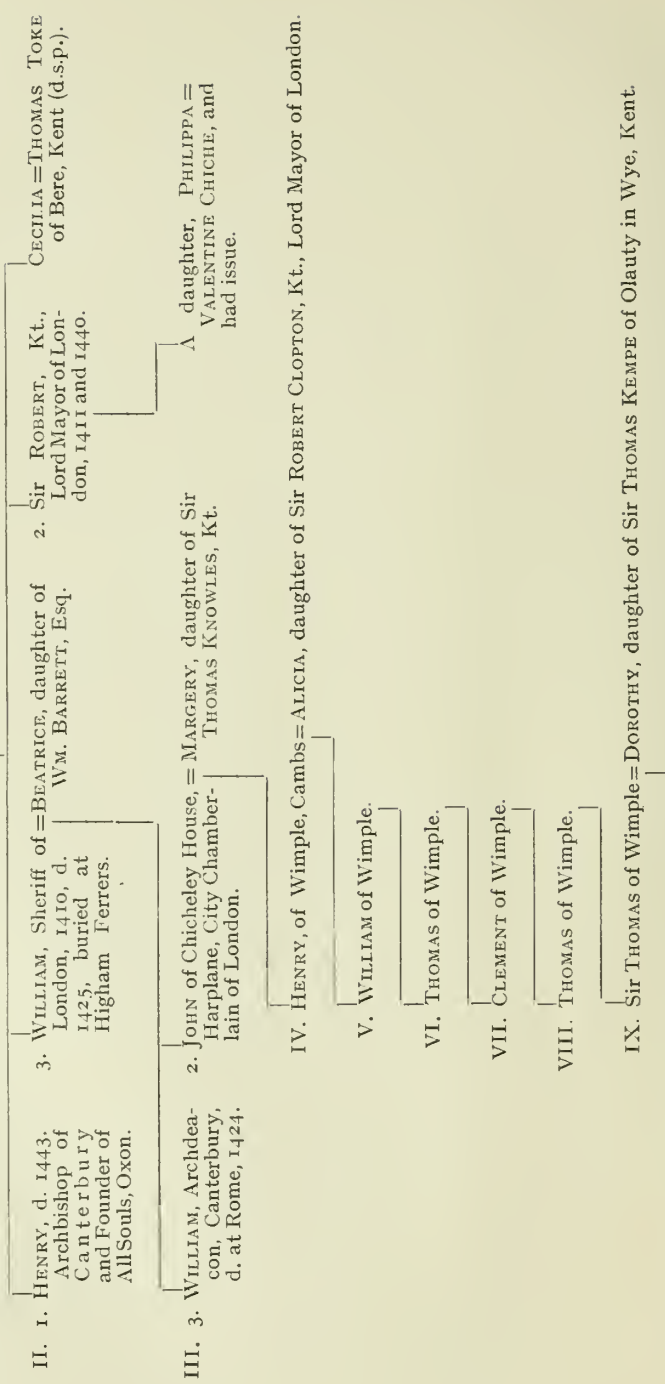 II. 1. HENRY, d. 1443.
Archbishop of
Canterbury
and Founder of
All Souls, Oxon.
3. WILLIAM, Sheriff of = BEATRICE, daughter of
London, 1410, d.
1425, buried at
Higham Ferrers.
WM. BARRETT, Esq.
2. Sir ROBERT, Kt.,
Lord Mayor of Lon-
don, 1411 and 1440.
CECILIA = THOMAS TOKE
of Bere, Kent (d.s.p.).
III. 3. WILLIAM, Archdea-
con, Canterbury,
d. at Rome, 1424.
2. JOHN of Chicheley House, = MARGERY, daughter of Sir
Harplane, City Chamber-
lain of London.
THOMAS KNOWLES, Kt.
A daughter, PHILIPPA =
VALENTINE CHICHE, and
had issue.
IV. HENRY, of Wimple, Cambs = ALICIA, daughter of Sir ROBERT CLOPTON, Kt., Lord Mayor of London.
V. WILLIAM of Wimple.
VI. THOMAS of Wimple.
VII. CLEMENT of Wimple.
VIII. THOMAS of Wimple.
IX. Sir THOMAS of Wimple = DOROTHY, daughter of Sir THOMAS KEMPE of Olauty in Wye, Kent.